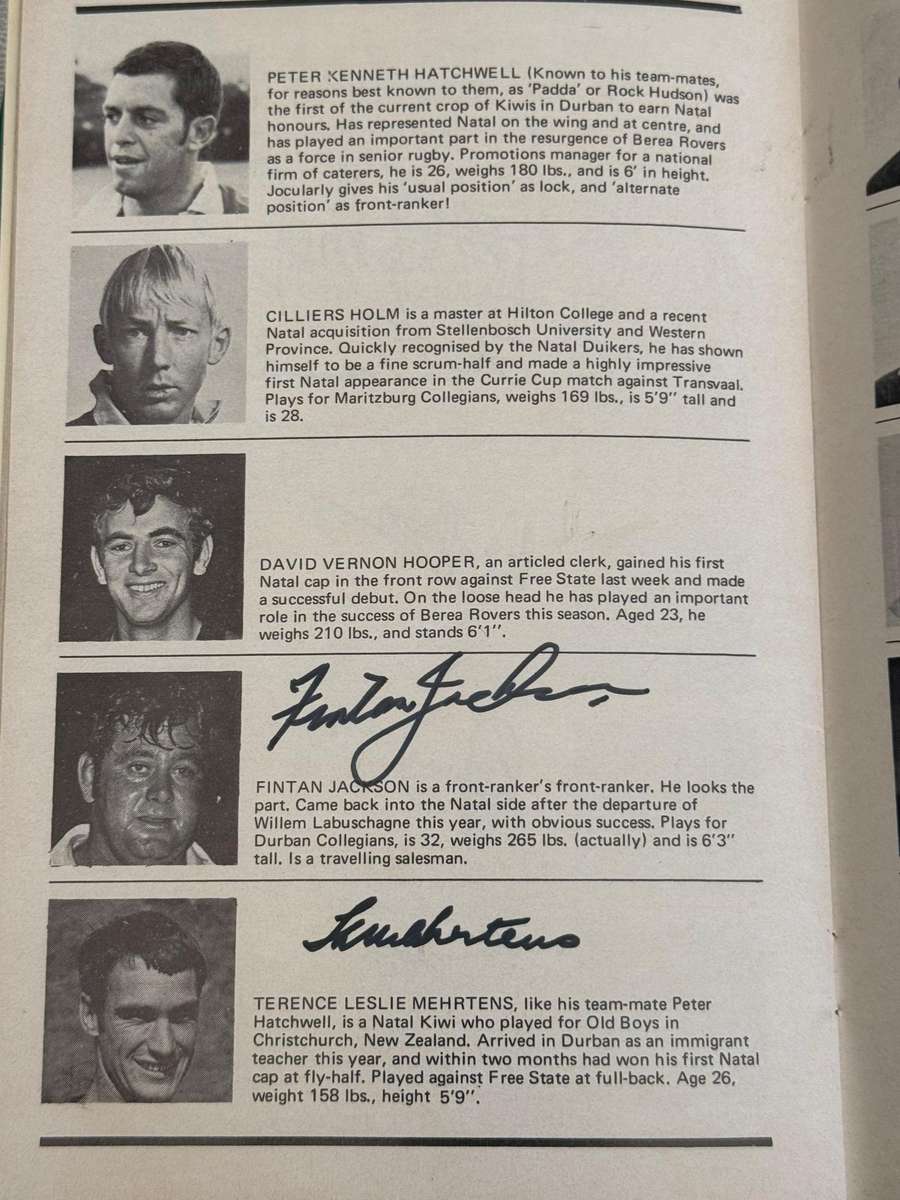 PETER KENNETH HATCHWELL (Known to his team-mates,
for reasons best known to them, as 'Padda' or Rock Hudson) was
the first of the current crop of Kiwis in Durban to earn Natal
honours. Has represented Natal on the wing and at centre, and
has played an important part in the resurgence of Berea Rovers
as a force in senior rugby. Promotions manager for a national
firm of caterers, he is 26, weighs 180 lbs., and is 6' in height.
Jocularly gives his 'usual position' as lock, and 'alternate
position' as front-ranker!
CILLIERS HOLM is a master at Hilton College and a recent
Natal acquisition from Stellenbosch University and Western
Province. Quickly recognised by the Natal Duikers, he has shown
himself to be a fine scrum-half and made a highly impressive
first Natal appearance in the Currie Cup match against Transvaal.
Plays for Maritzburg Collegians, weighs 169 lbs., is 5'9" tall and
is 28.
DAVID VERNON HOOPER, an articled clerk, gained his first
Natal cap in the front row against Free State last week and made
a successful debut. On the loose head he has played an important
role in the success of Berea Rovers this season. Aged 23, he
weighs 210 lbs., and stands 6'1".
Fintan Jackson
FINTAN JACKSON is a front-ranker's front-ranker. He looks the
part. Came back into the Natal side after the departure of
Willem Labuschagne this year, with obvious success. Plays for
Durban Collegians, is 32, weighs 265 lbs. (actually) and is 6'3"
tall. Is a travelling salesman.
TERENCE LESLIE MEHRTENS, like his team-mate Peter
Hatchwell, is a Natal Kiwi who played for Old Boys in
Christchurch, New Zealand. Arrived in Durban as an immigrant
teacher this year, and within two months had won his first Natal
cap at fly-half. Played against Free State at full-back. Age 26,
weight 158 lbs., height 5'9".